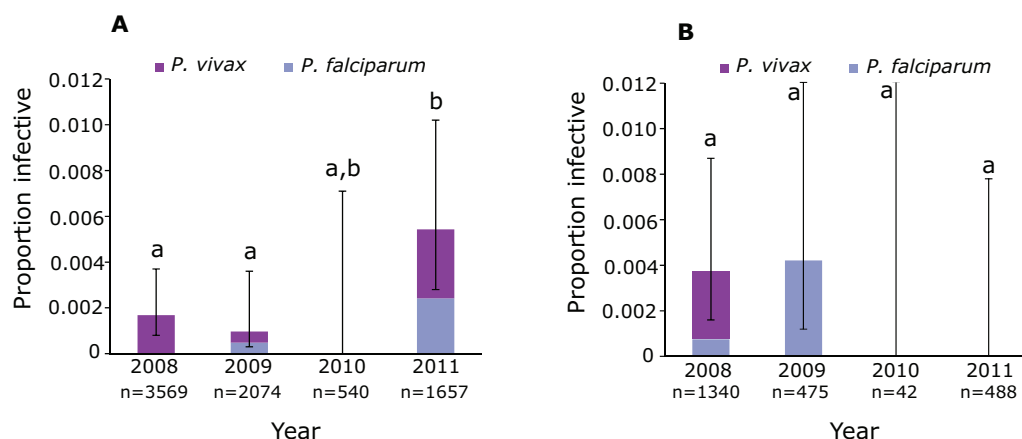 A
P. vivax P. falciparum
Proportion infective
0.012
0.010
0.008
0.006
0.004
0.002
0
a
a
a,b
b
2008 2009 2010 2011
n=3569 n=2074 n=540 n=1657
Year
B
P. vivax P. falciparum
Proportion infective
0.012
0.010
0.008
0.006
0.004
0.002
0
a
a
a
a
2008 2009 2010 2011
n=1340 n=475 n=42 n=488
Year